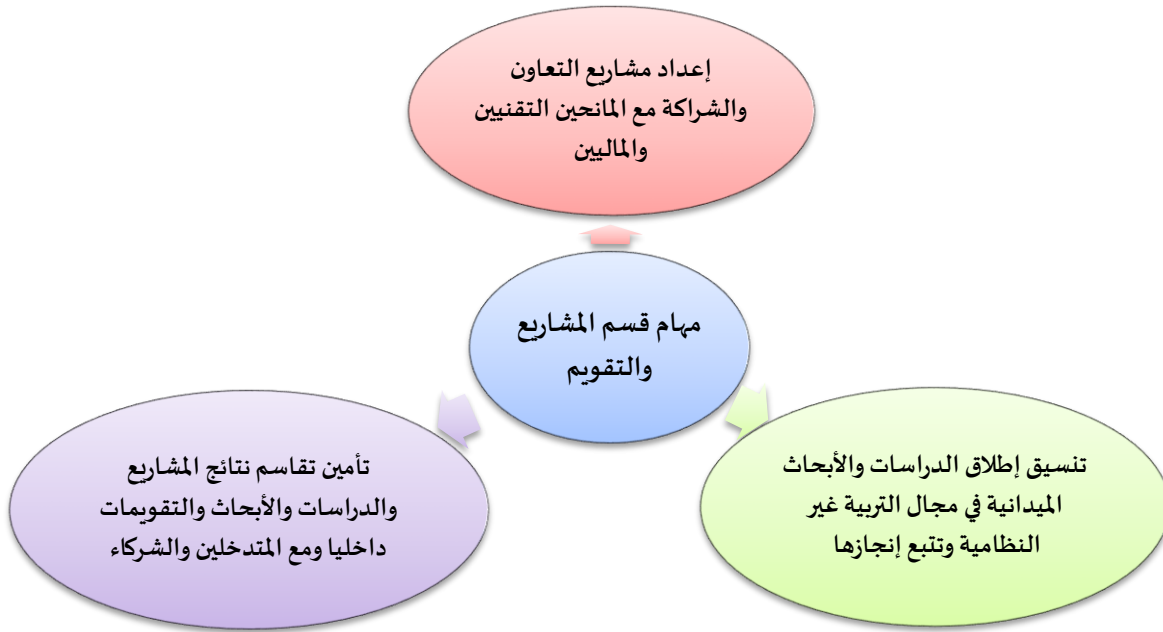 إعداد مشاريع التعاون
والشراكة مع المانحين التقنيين
والماليين
مهام قسم المشاريع
والتقويم
تنسيق إطلاق الدراسات والأبحاث
الميدانية في مجال التربية غير
النظامية وتتبع إنجازها
تأمين تقاسم نتائج المشاريع
والدراسات والأبحاث والتقويمات
داخليا ومع المتدخلين والشركاء